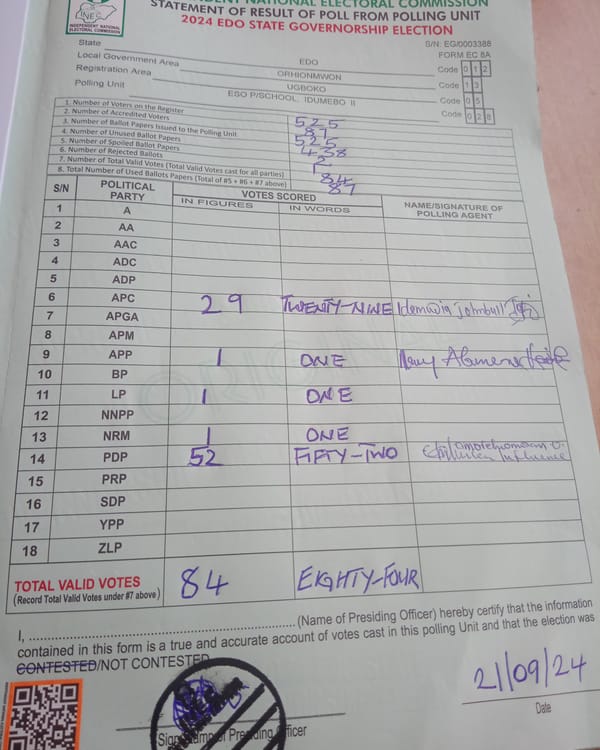 INDEPENDENT NATIONAL ELECTORAL COMMISSION
STATEMENT OF RESULT OF POLL FROM POLLING UNIT
2024 EDO STATE GOVERNORSHIP ELECTION
INEC
INDEPENDENT NATIONAL ELECTORAL COMMISSION
S/N: EG/0003388
FORM EC 8A
State EDO Code 0 1 2
Local Government Area ORHIONMWON Code 1 3
Registration Area UGBOKO Code 0 5
Polling Unit ESO P/SCHOOL, IDUMEBO II Code 0 2 8
1. Number of Voters on the Register 525
2. Number of Accredited Voters 87
3. Number of Ballot Papers Issued to the Polling Unit 525
4. Number of Unused Ballot Papers 438
5. Number of Spoiled Ballot Papers
6. Number of Rejected Ballots 2
7. Number of Total Valid Votes (Total Valid Votes cast for all parties) 84
8. Total Number of Used Ballots Papers (Total of #5 + #6 + #7 above) 87
S/N POLITICAL PARTY VOTES SCORED NAME/SIGNATURE OF POLLING AGENT
IN FIGURES IN WORDS
1 A
2 AA
3 AAC
4 ADC
5 ADP
6 APC 29 TWENTY-NINE
7 APGA
8 APM
9 APP 1 ONE
10 BP
11 LP 1 ONE
12 NNPP
13 NRM 1 ONE
14 PDP 52 FIFTY-TWO
15 PRP
16 SDP
17 YPP
18 ZLP
ORIGINAL
TOTAL VALID VOTES 84 EIGHTY-FOUR
(Record Total Valid Votes under #7 above)
I, (Name of Presiding Officer) hereby certify that the information
contained in this form is a true and accurate account of votes cast in this polling Unit and that the election was
CONTESTED/NOT CONTESTED
21/09/24
Sign Stamp of Presiding Officer
Date